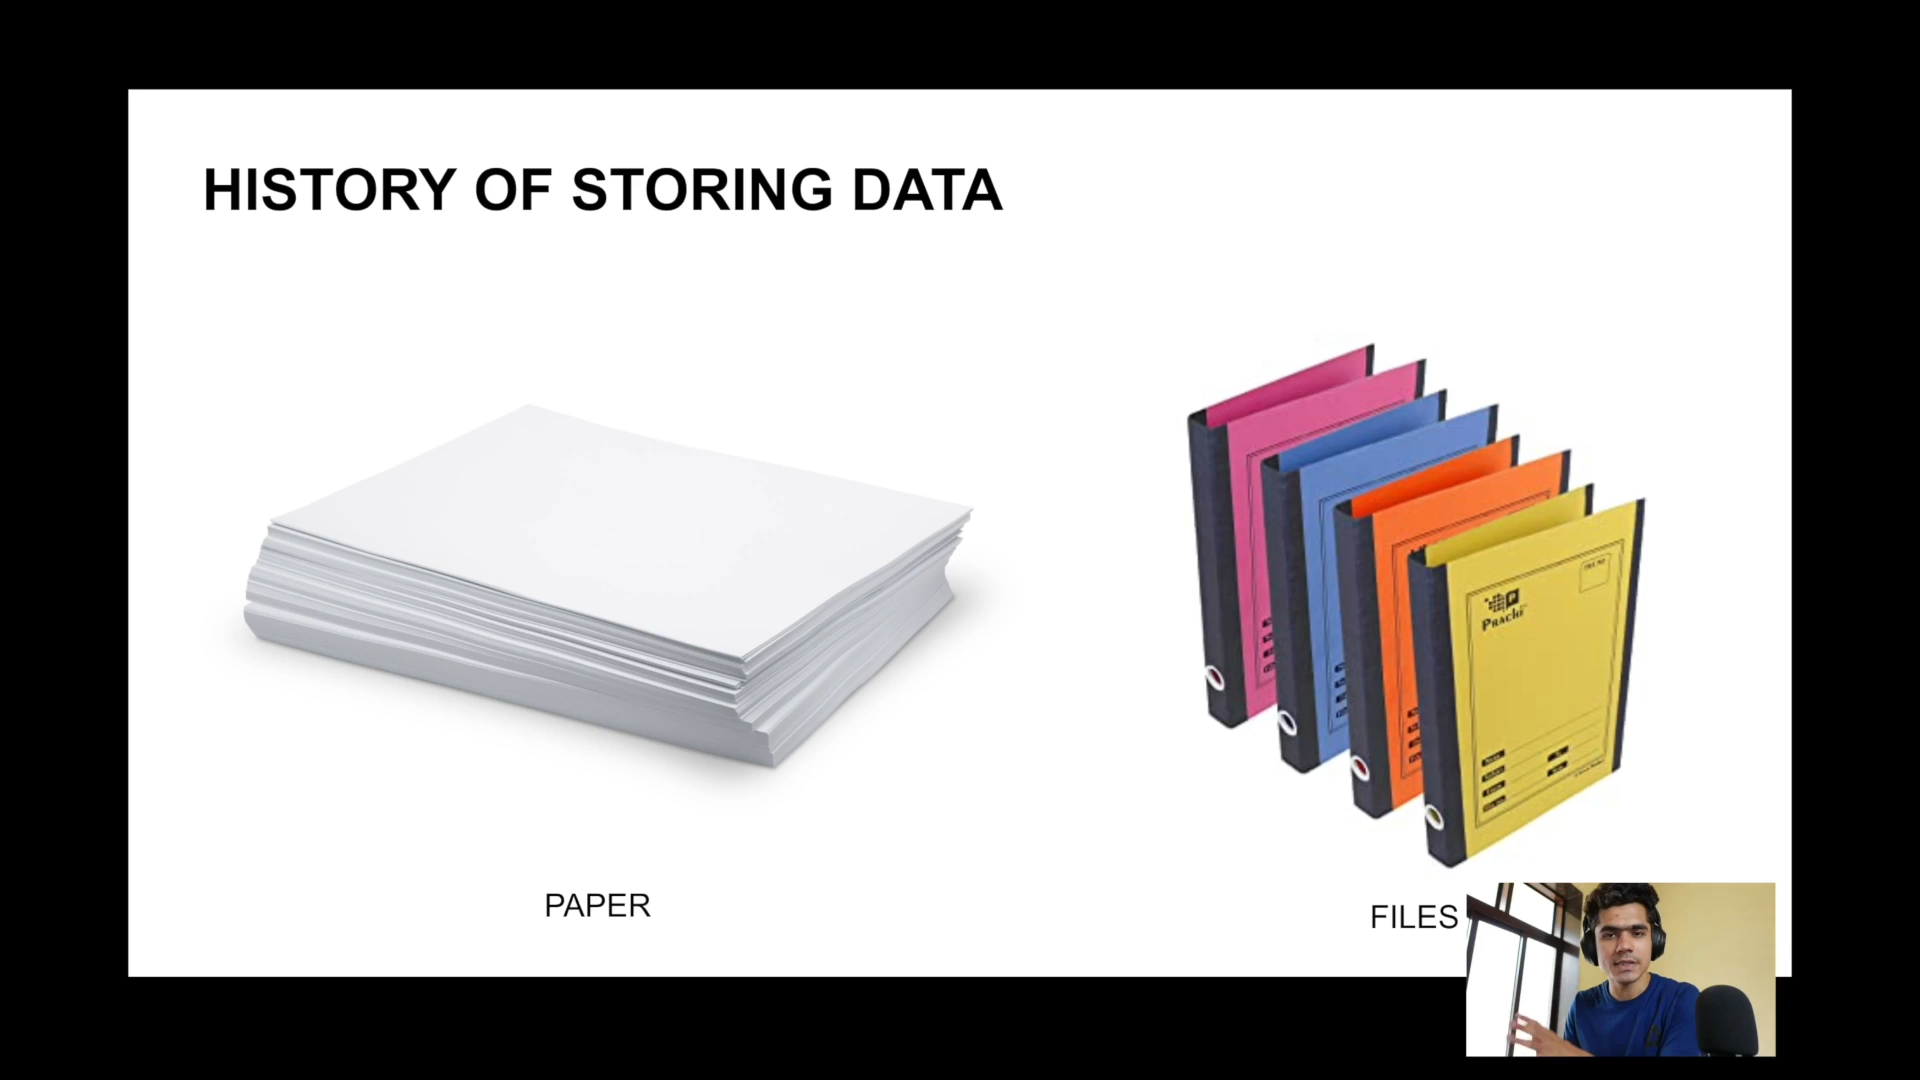 HISTORY OF STORING DATA
PAPER
FILES
P
PRACHI